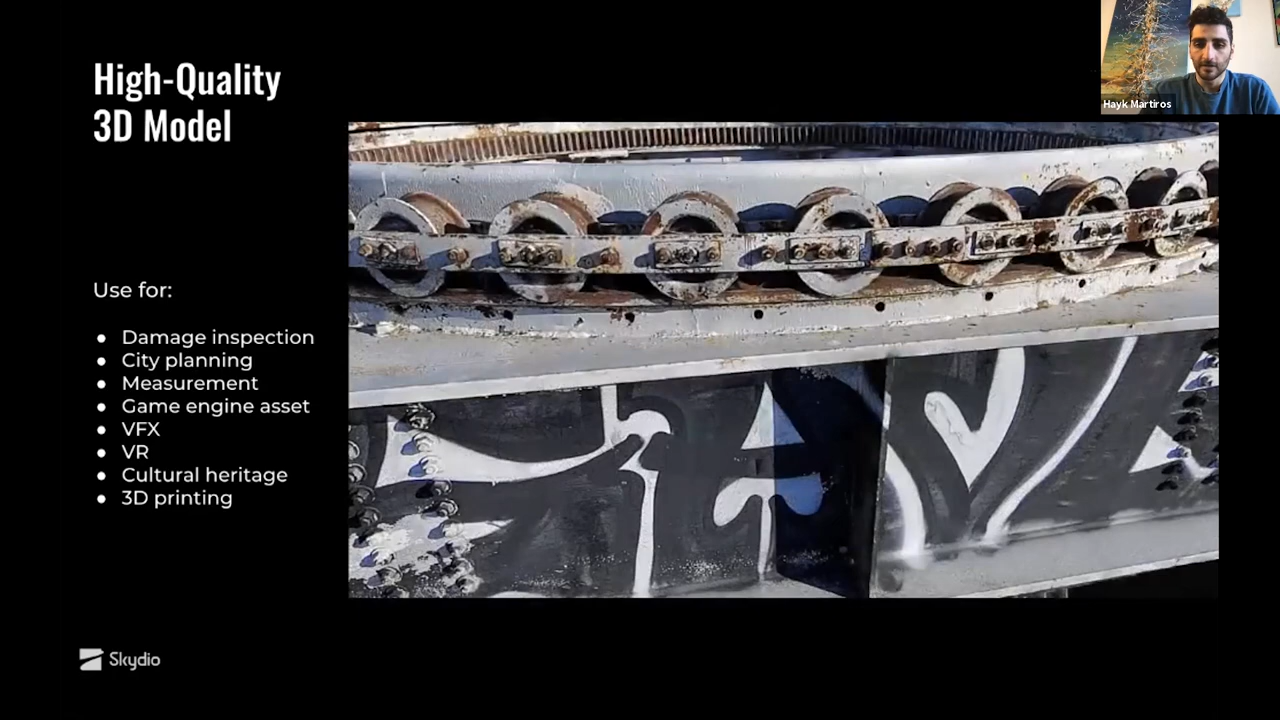 High-Quality
3D Model
Hayk Martiros
Use for:
● Damage inspection
● City planning
● Measurement
● Game engine asset
● VFX
● VR
● Cultural heritage
● 3D printing
Skydio